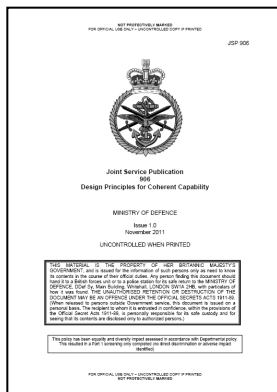 NOT PROTECTIVELY MARKED
FOR OFFICIAL USE ONLY – UNCONTROLLED COPY IF PRINTED
JSP 906
Joint Service Publication
906
Design Principles for Coherent Capability
MINISTRY OF DEFENCE
Issue 1.0
November 2011
UNCONTROLLED WHEN PRINTED
THIS MATERIAL IS THE PROPERTY OF HER BRITANNIC MAJESTY'S
GOVERNMENT, and is issued for the information of such persons only as need to know
its contents in the course of their official duties. Any person finding this document should
hand it to a British forces unit or to a police station for its safe return to the MINISTRY OF
DEFENCE, DDef Sy, Main Building, Whitehall, LONDON SW1A 2HB, with particulars of
how it was found. THE UNAUTHORISED RETENTION OR DESTRUCTION OF THE
DOCUMENT MAY BE AN OFFENCE UNDER THE OFFICIAL SECRETS ACTS 1911-89.
(When released to persons outside Government service, this document is issued on a
personal basis. The recipient to whom it is entrusted in confidence, within the provisions of
the Official Secrets Acts 1911-89, is personally responsible for its safe custody and for
seeing that its contents are disclosed only to authorized persons.)
This policy has been equality and diversity impact assessed in accordance with Departmental policy.
This resulted in a Part 1 screening only completed (no direct discrimination or adverse impact
identified)
FOR OFFICIAL USE ONLY – UNCONTROLLED COPY IF PRINTED
NOT PROTECTIVELY MARKED